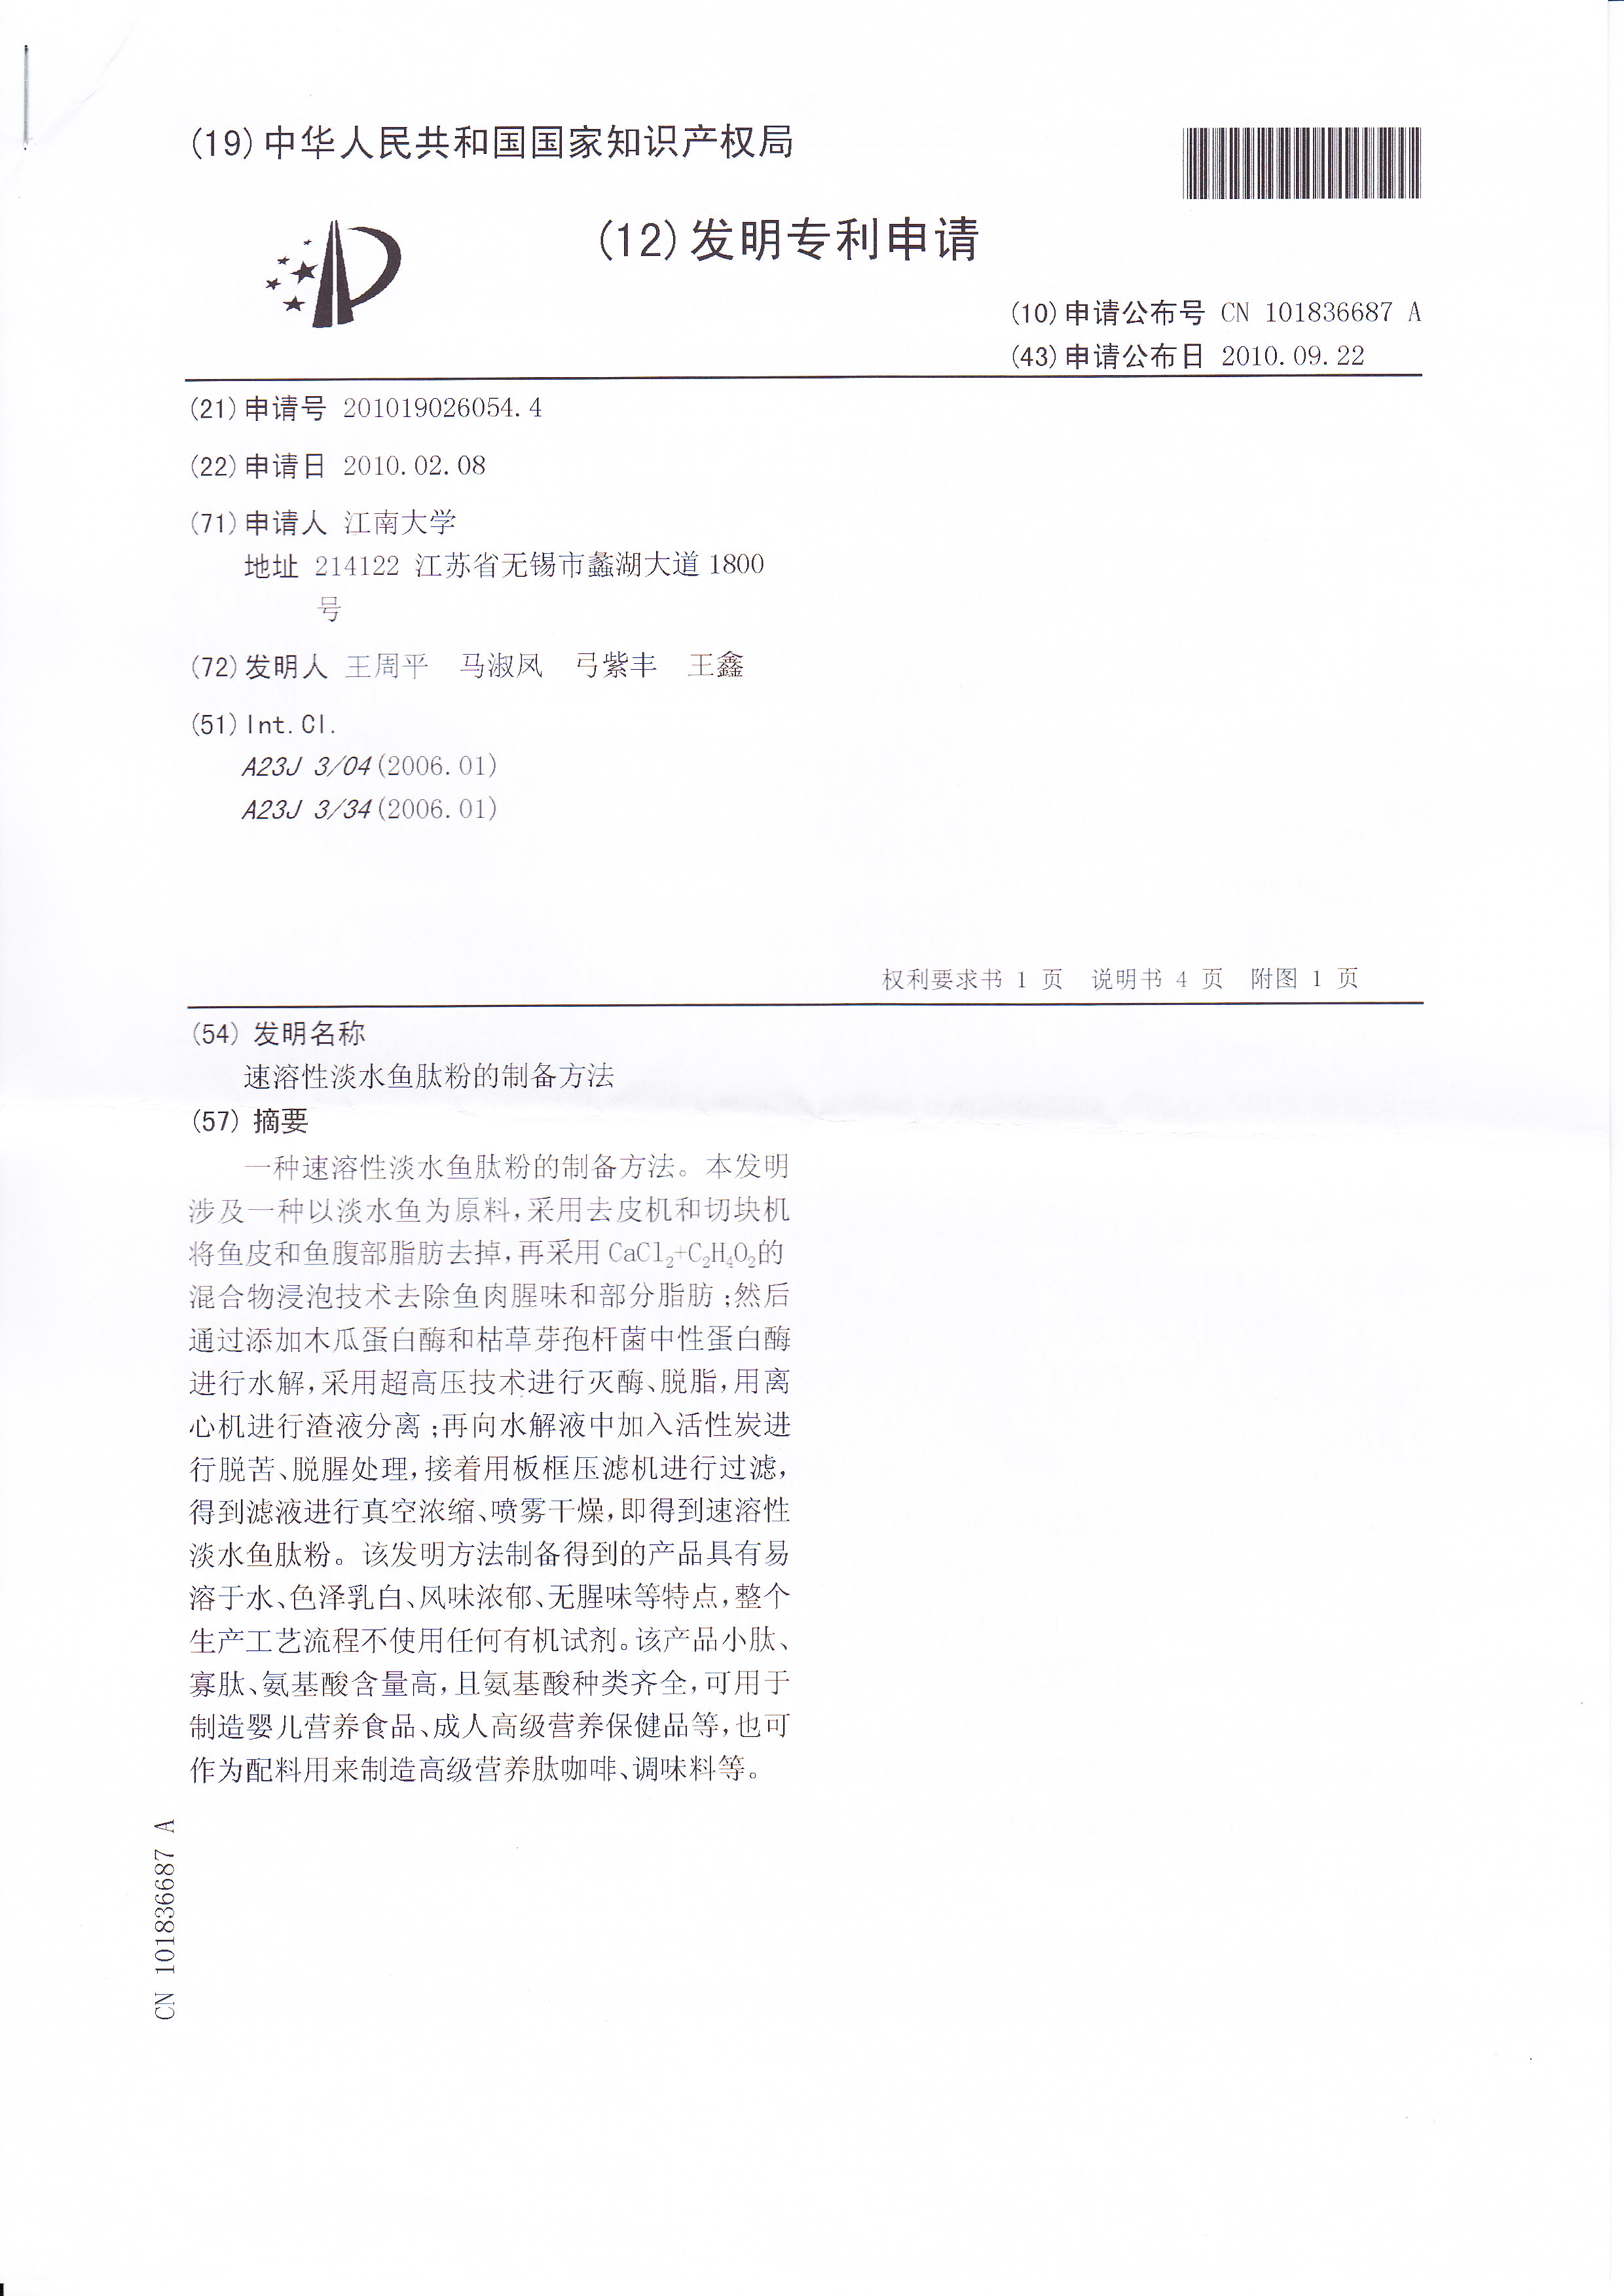 (19)中华人民共和国国家知识产权局
(12)发明专利申请
(10)申请公布号 CN 101836687 A
(43)申请公布日 2010.09.22
(21)申请号 201019026054.4
(22)申请日 2010.02.08
(71)申请人 江南大学
地址 214122 江苏省无锡市蠡湖大道1800
号
(72)发明人 王周平 马淑凤 弓紫丰 王鑫
(51)Int.Cl.
A23J 3/04(2006.01)
A23J 3/34(2006.01)
权利要求书 1 页 说明书 4 页 附图 1 页
(54) 发明名称
速溶性淡水鱼肽粉的制备方法
(57) 摘要
一种速溶性淡水鱼肽粉的制备方法。本发明
涉及一种以淡水鱼为原料,采用去皮机和切块机
将鱼皮和鱼腹部脂肪去掉,再采用 CaCl₂+C₂H₄O₂的
混合物浸泡技术去除鱼肉腥味和部分脂肪;然后
通过添加木瓜蛋白酶和枯草芽孢杆菌中性蛋白酶
进行水解,采用超高压技术进行灭酶、脱脂,用离
心机进行渣液分离;再向水解液中加入活性炭进
行脱苦、脱腥处理,接着用板框压滤机进行过滤,
得到滤液进行真空浓缩、喷雾干燥,即得到速溶性
淡水鱼肽粉。该发明方法制备得到的产品具有易
溶于水、色泽乳白、风味浓郁、无腥味等特点,整个
生产工艺流程不使用任何有机试剂。该产品小肽、
寡肽、氨基酸含量高,且氨基酸种类齐全,可用于
制造婴儿营养食品、成人高级营养保健品等,也可
作为配料用来制造高级营养肽咖啡、调味料等。
CN 101836687 A